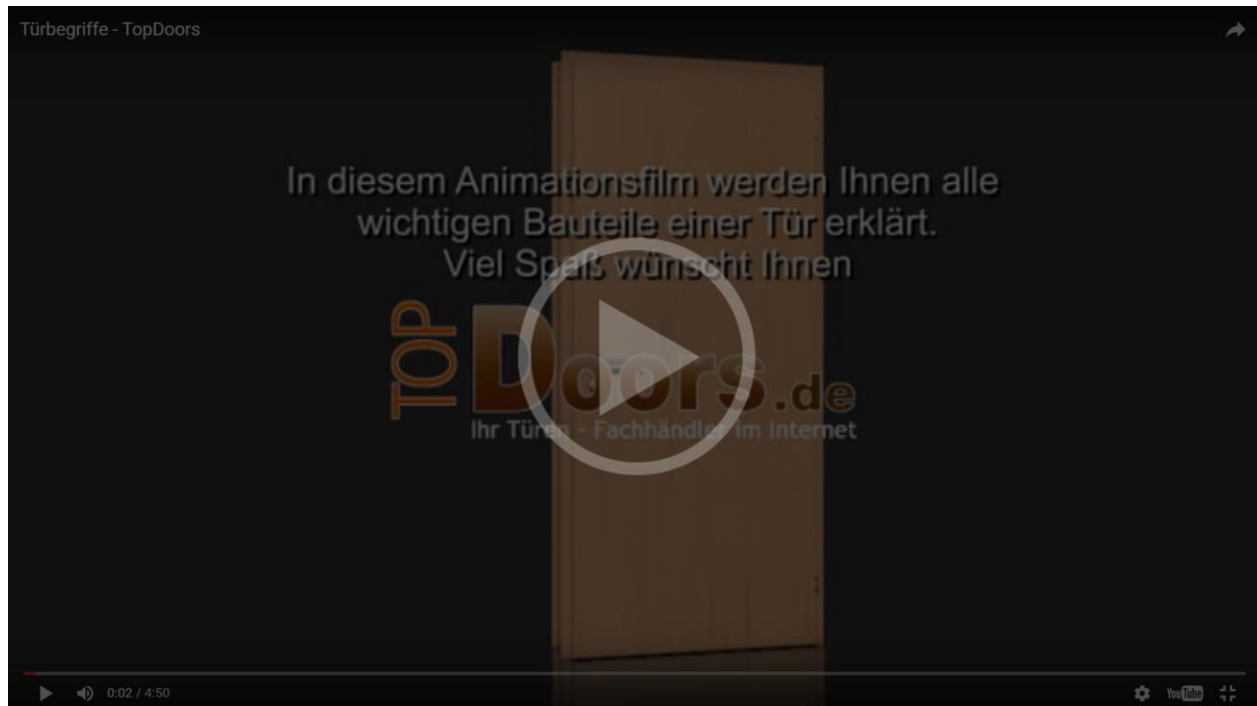 Türbegriffe - TopDoors
In diesem Animationsfilm werden Ihnen alle
wichtigen Bauteile einer Tür erklärt.
Viel Spaß wünscht Ihnen
TOP Doors.de
Ihr Türen - Fachhändler im Internet
0:02 / 4:50
YouTube